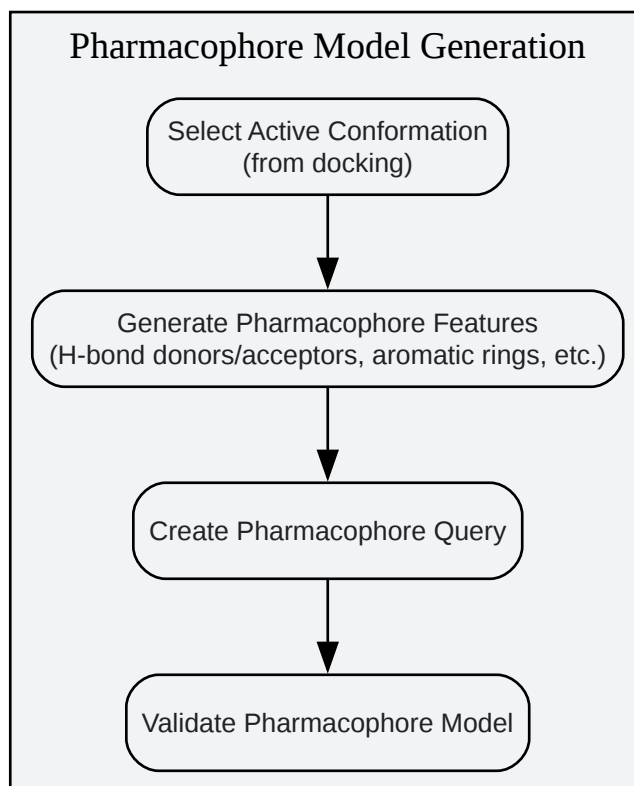 Pharmacophore Model Generation
Select Active Conformation
(from docking)
Generate Pharmacophore Features
(H-bond donors/acceptors, aromatic rings, etc.)
Create Pharmacophore Query
Validate Pharmacophore Model